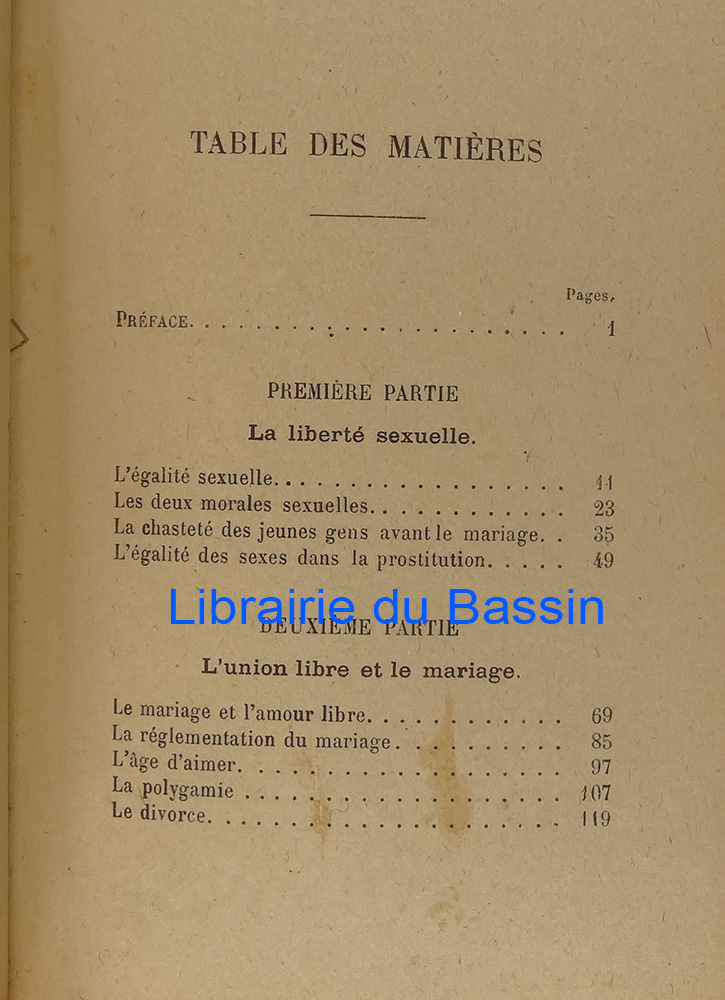 TABLE DES MATIÈRES
Pages.
PRÉFACE. . . . . . . . . . . . . . . . . . . . . . . . 1
PREMIÈRE PARTIE
La liberté sexuelle.
L'égalité sexuelle. . . . . . . . . . . . . . . . . . 11
Les deux morales sexuelles. . . . . . . . . . . . 23
La chasteté des jeunes gens avant le mariage. . 35
L'égalité des sexes dans la prostitution. . . . . 49
Librairie du Bassin
DEUXIÈME PARTIE
L'union libre et le mariage.
Le mariage et l'amour libre. . . . . . . . . . . . 69
La réglementation du mariage . . . . . . . . . . 85
L'âge d'aimer. . . . . . . . . . . . . . . . . . . . 97
La polygamie . . . . . . . . . . . . . . . . . . . 107
Le divorce. . . . . . . . . . . . . . . . . . . . . 119